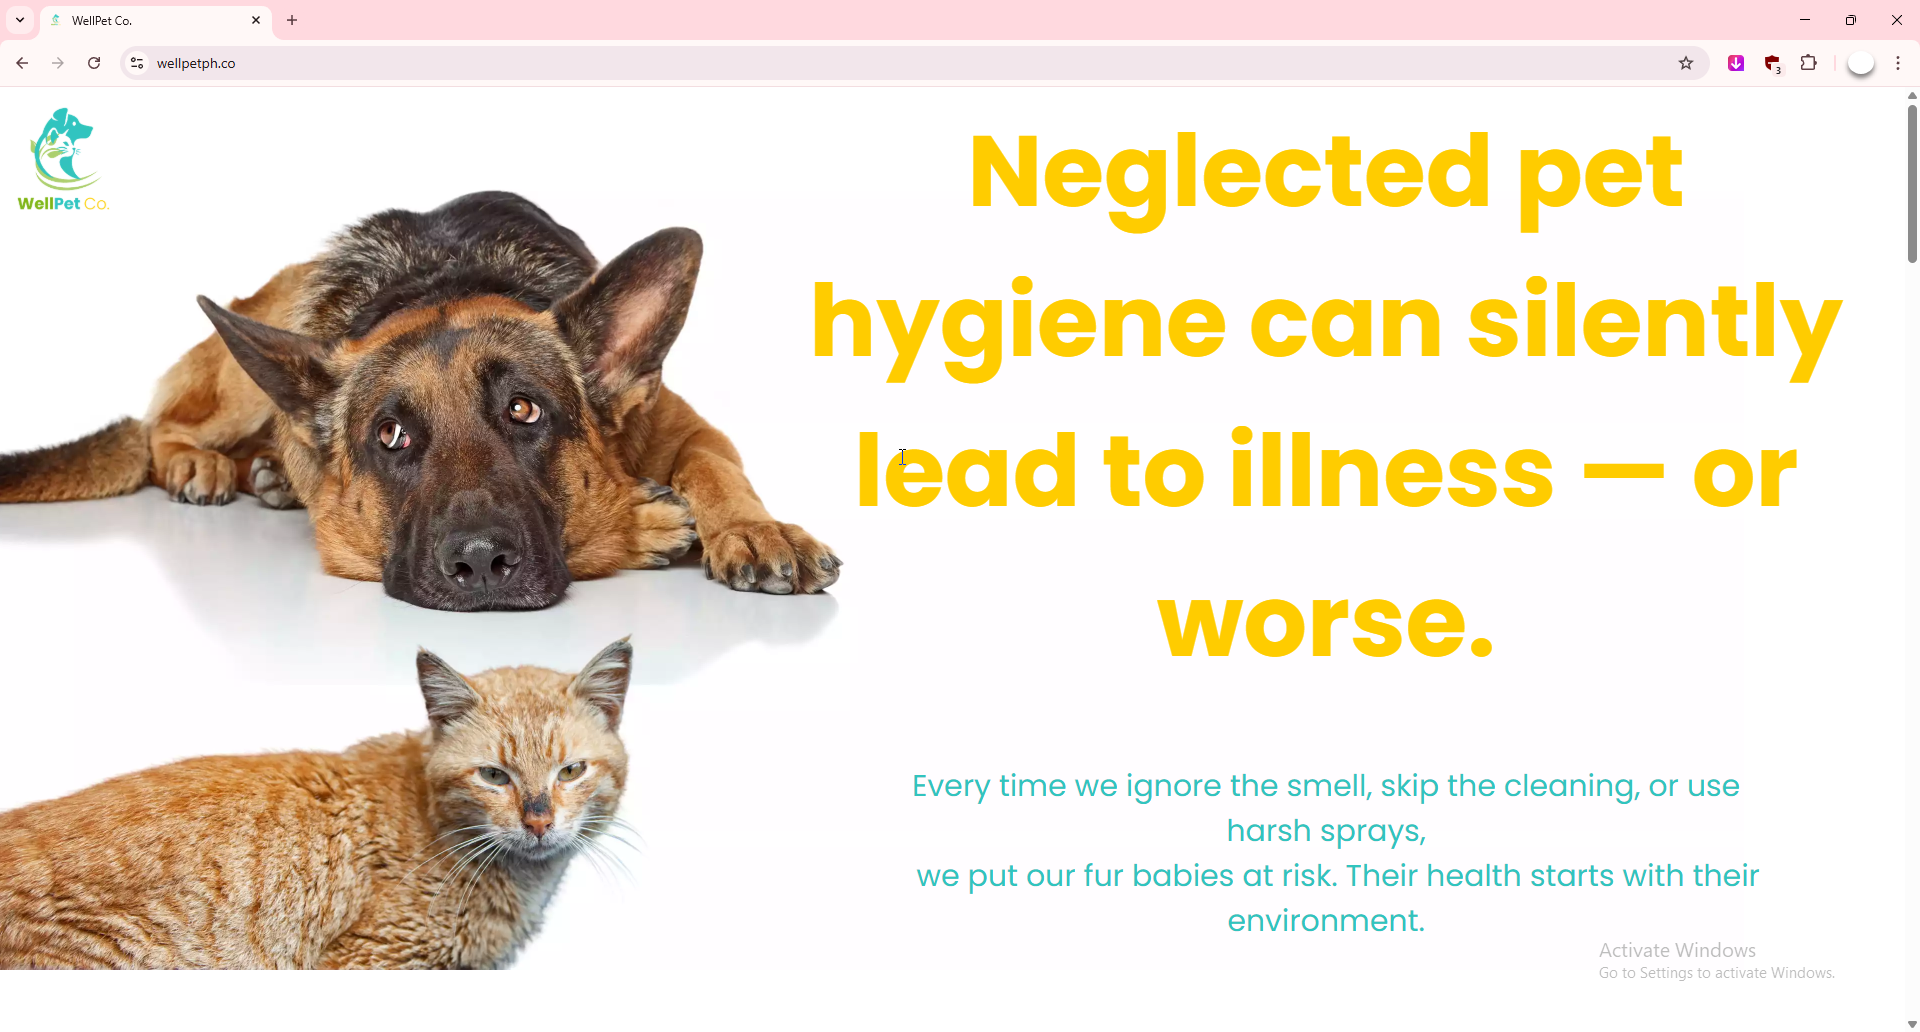 WellPet Co.
wellpetph.co
3
WellPet Co.
Neglected pet
hygiene can silently
lead to illness — or
worse.
Every time we ignore the smell, skip the cleaning, or use
harsh sprays,
we put our fur babies at risk. Their health starts with their
environment.
Activate Windows
Go to Settings to activate Windows.